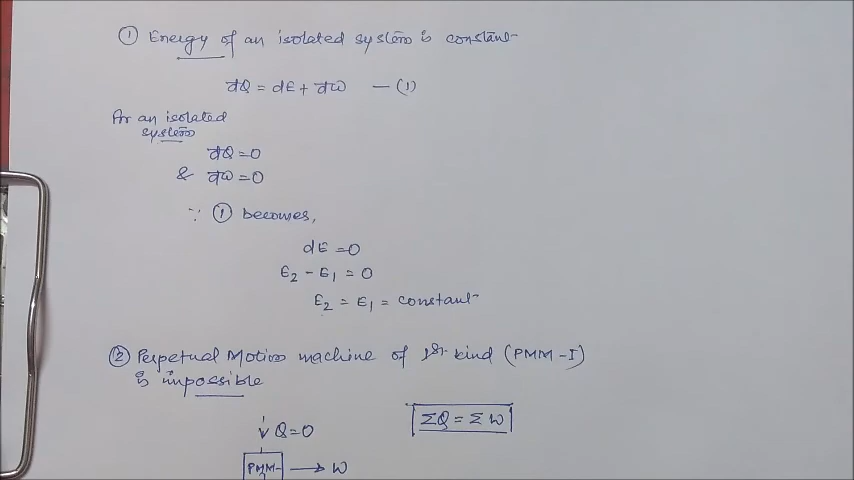 ① Energy of an isolated system is constant
đQ = dE + đW — (1)
For an isolated
system
đQ = 0
& đW = 0
∵ ① becomes,
dE = 0
E₂ - E₁ = 0
E₂ = E₁ = constant
② Perpetual Motion machine of 1st kind (PMM-I)
is impossible
ΣQ = ΣW
Q = 0
PMM- → W